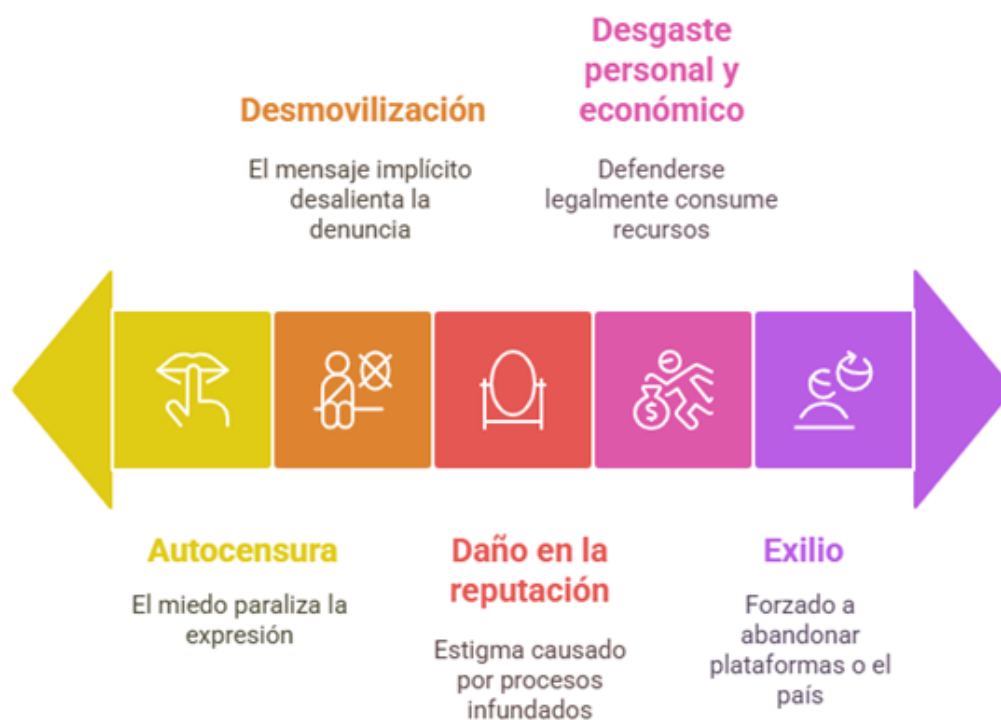 Desmovilización
El mensaje implícito
desalienta la
denuncia
Desgaste
personal y
económico
Defenderse
legalmente consume
recursos
$
Autocensura
El miedo paraliza la
expresión
Daño en la
reputación
Estigma causado
por procesos
infundados
Exilio
Forzado a
abandonar
plataformas o el
país